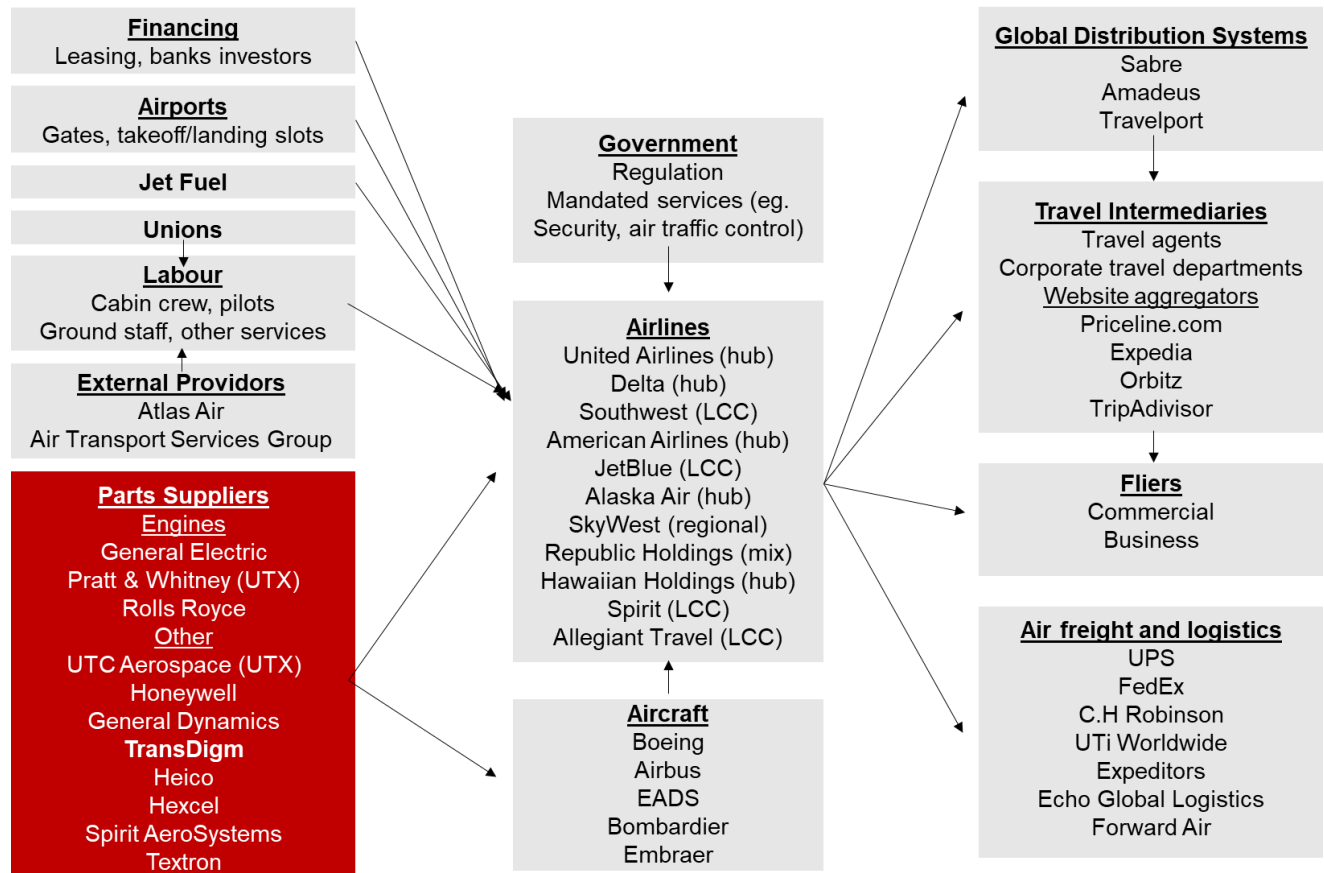 Financing
Leasing, banks investors
Airports
Gates, takeoff/landing slots
Jet Fuel
Unions
Labour
Cabin crew, pilots
Ground staff, other services
External Providors
Atlas Air
Air Transport Services Group
Parts Suppliers
Engines
General Electric
Pratt & Whitney (UTX)
Rolls Royce
Other
UTC Aerospace (UTX)
Honeywell
General Dynamics
TransDigm
Heico
Hexcel
Spirit AeroSystems
Textron
Government
Regulation
Mandated services (eg.
Security, air traffic control)
Airlines
United Airlines (hub)
Delta (hub)
Southwest (LCC)
American Airlines (hub)
JetBlue (LCC)
Alaska Air (hub)
SkyWest (regional)
Republic Holdings (mix)
Hawaiian Holdings (hub)
Spirit (LCC)
Allegiant Travel (LCC)
Aircraft
Boeing
Airbus
EADS
Bombardier
Embraer
Global Distribution Systems
Sabre
Amadeus
Travelport
Travel Intermediaries
Travel agents
Corporate travel departments
Website aggregators
Priceline.com
Expedia
Orbitz
TripAdivisor
Fliers
Commercial
Business
Air freight and logistics
UPS
FedEx
C.H Robinson
UTi Worldwide
Expeditors
Echo Global Logistics
Forward Air